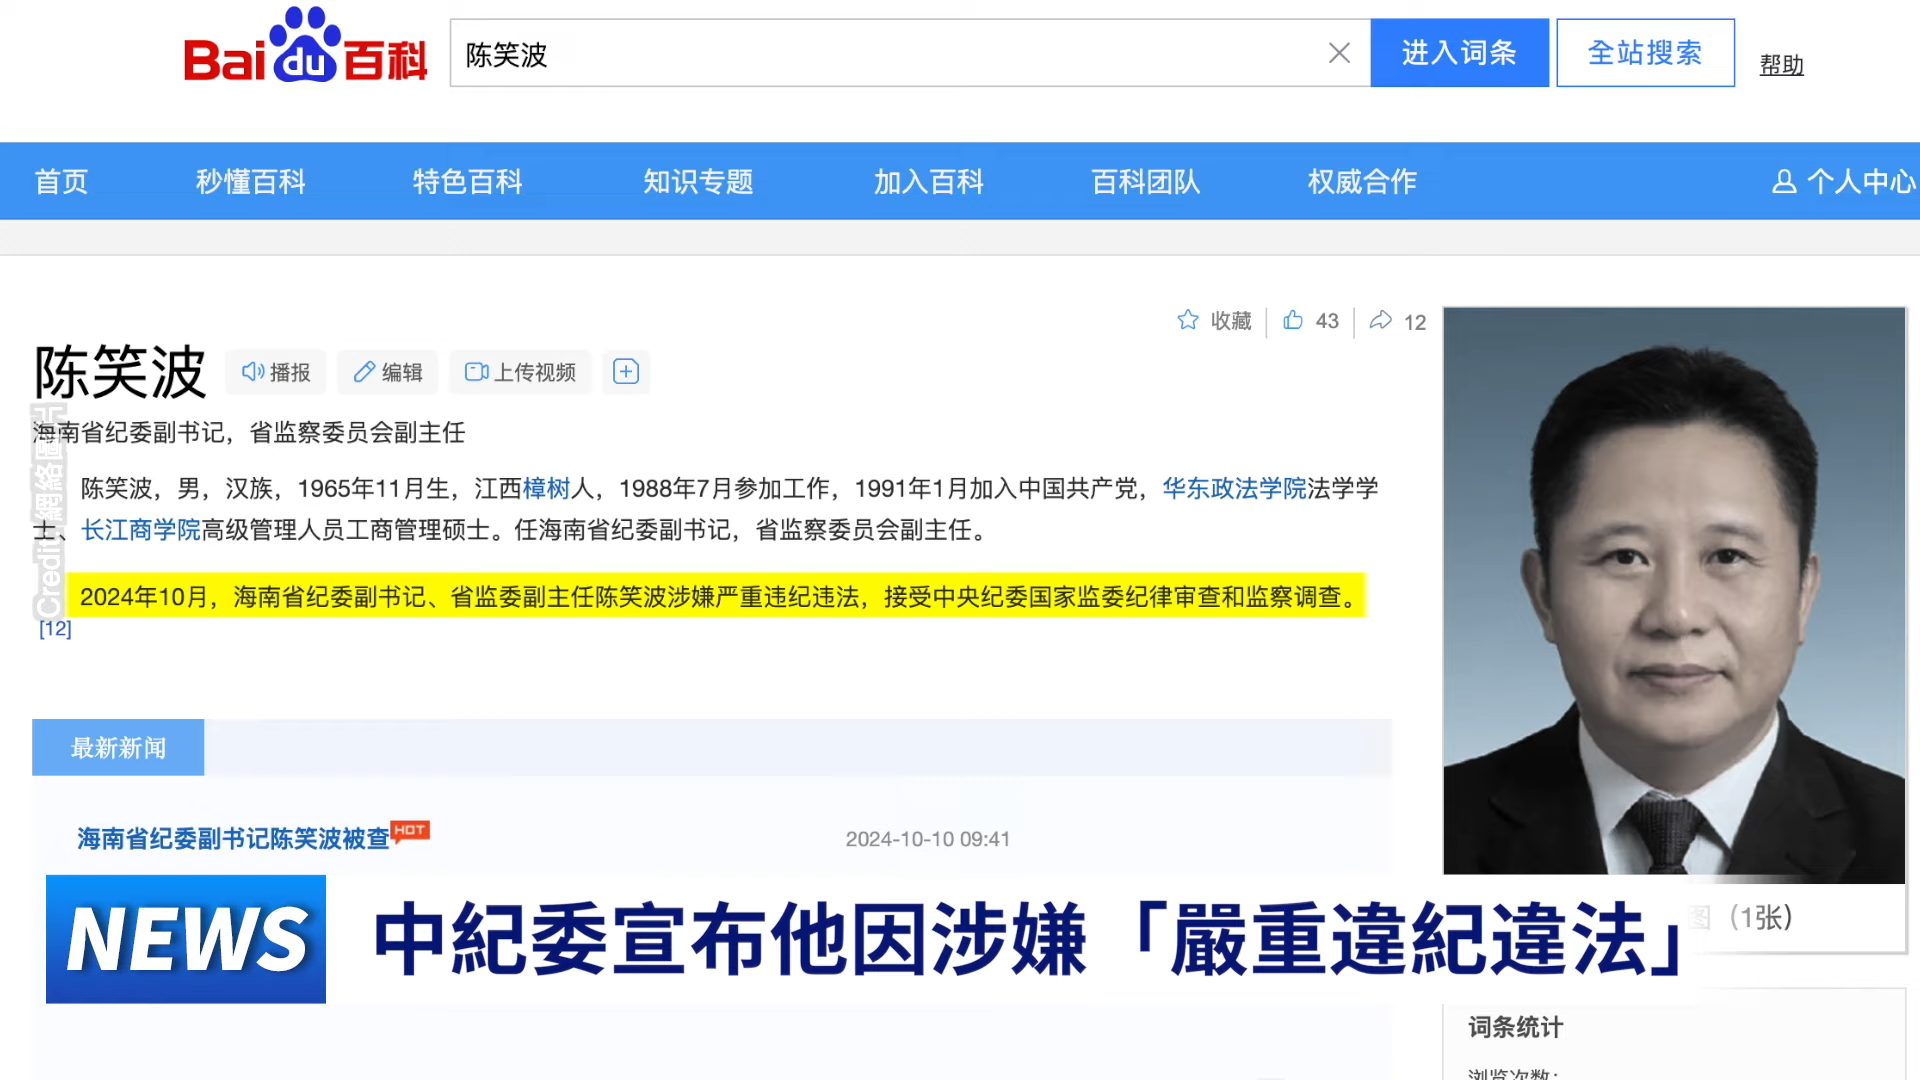 Bai du 百科
陈笑波
进入词条
全站搜索
帮助
首页
秒懂百科
特色百科
知识专题
加入百科
百科团队
权威合作
个人中心
收藏
43
12
陈笑波
播报
编辑
上传视频
海南省纪委副书记，省监察委员会副主任
陈笑波，男，汉族，1965年11月生，江西樟树人，1988年7月参加工作，1991年1月加入中国共产党，华东政法学院法学学
士、长江商学院高级管理人员工商管理硕士。任海南省纪委副书记，省监察委员会副主任。
2024年10月，海南省纪委副书记、省监委副主任陈笑波涉嫌严重违纪违法，接受中央纪委国家监委纪律审查和监察调查。
[12]
Credit:網絡圖片
最新新闻
海南省纪委副书记陈笑波被查
HOT
2024-10-10 09:41
NEWS
中紀委宣布他因涉嫌「嚴重違紀違法」
图（1张）
词条统计
浏览次数：